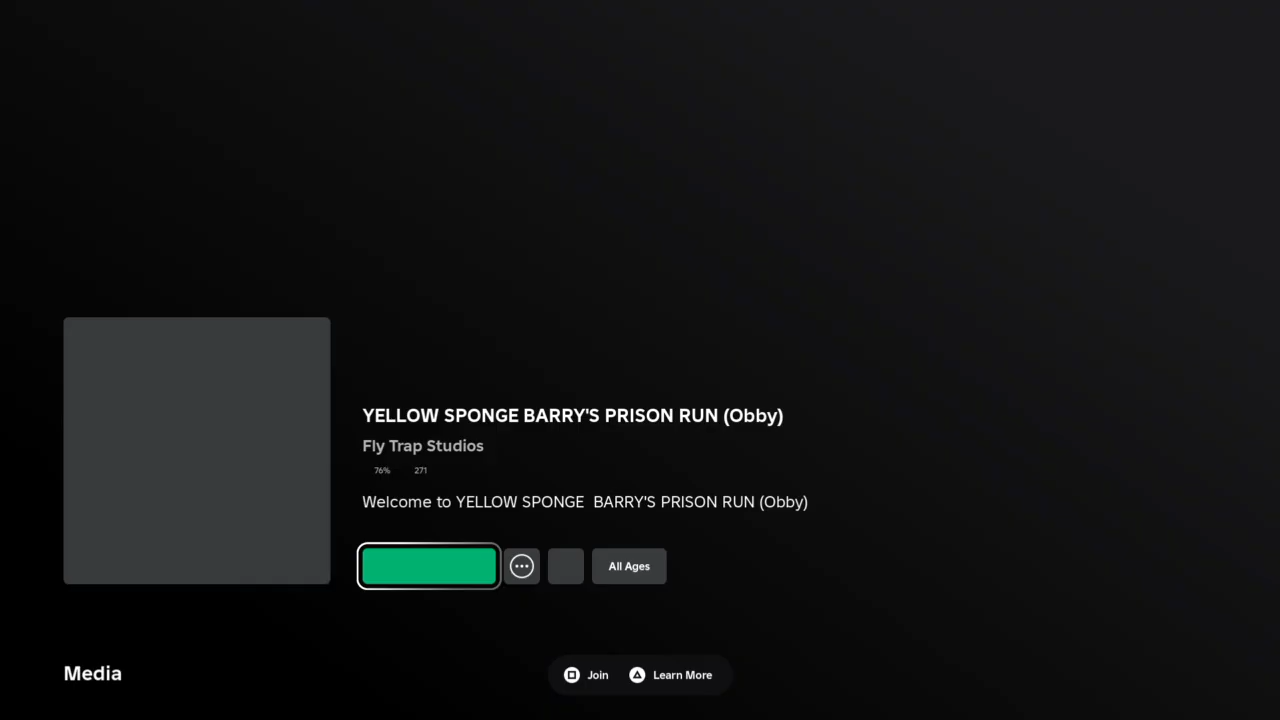 YELLOW SPONGE BARRY'S PRISON RUN (Obby)
Fly Trap Studios
76% 271
Welcome to YELLOW SPONGE  BARRY'S PRISON RUN (Obby)
All Ages
Media
Join Learn More